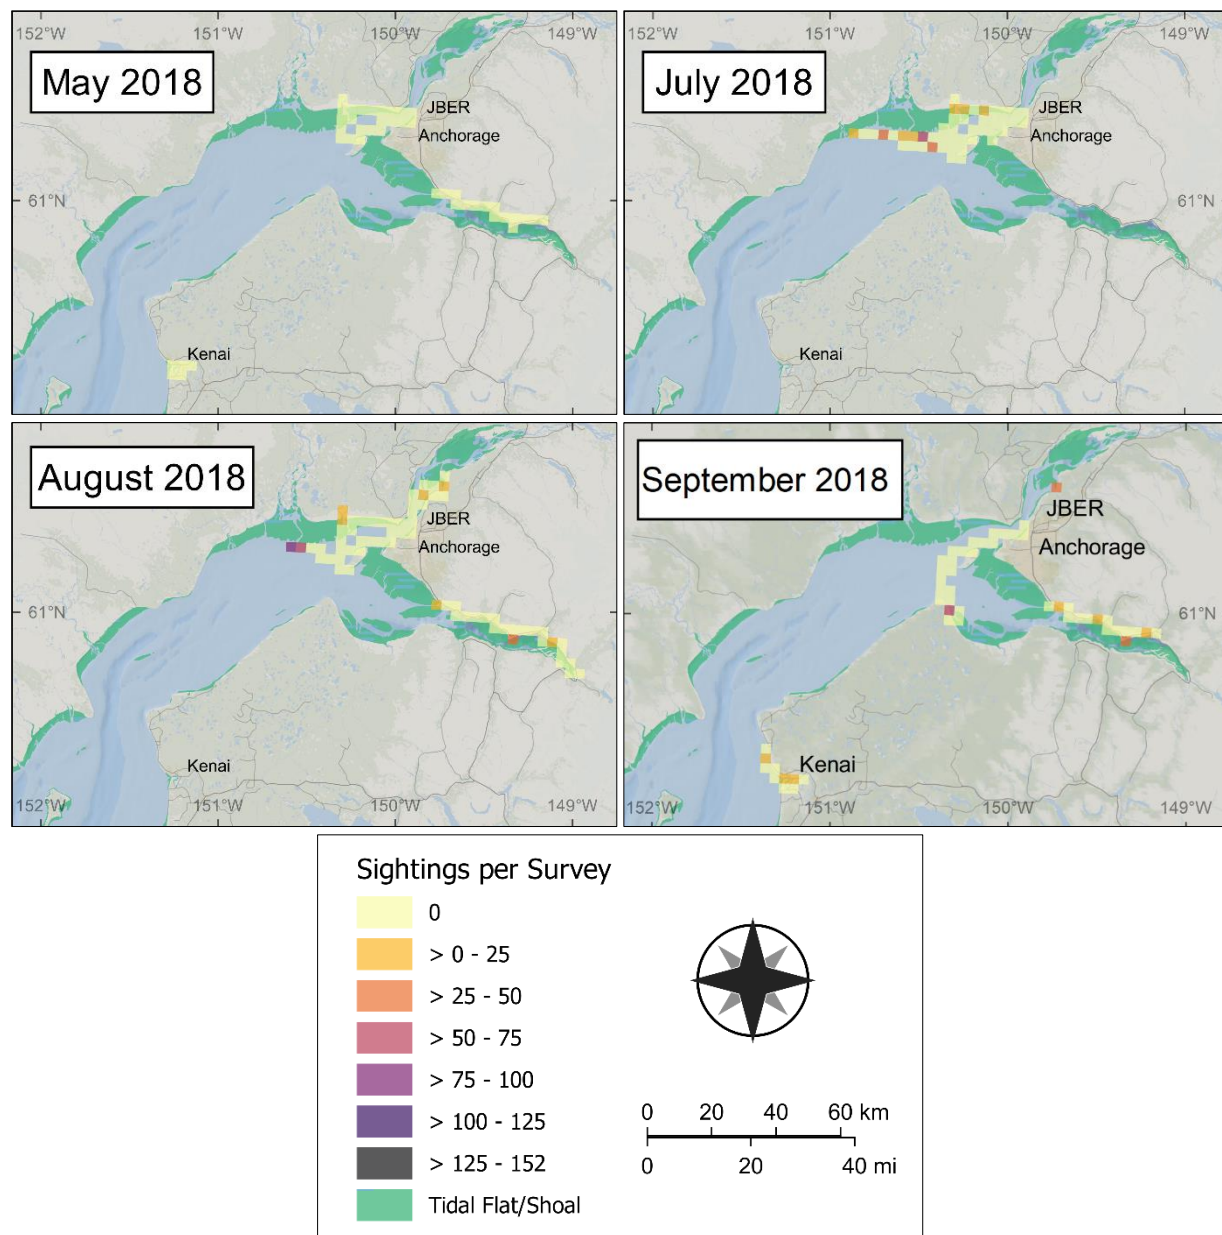 152°W 151°W 150°W 149°W
May 2018
JBER
Anchorage
61°N
Kenai
152°W 151°W 150°W 149°W
July 2018
JBER
Anchorage
61°N
Kenai
August 2018
JBER
Anchorage
61°N
Kenai
152°W 151°W 150°W 149°W
September 2018
JBER
Anchorage
61°N
Kenai
152°W 151°W 150°W 149°W
Sightings per Survey
0
> 0 - 25
> 25 - 50
> 50 - 75
> 75 - 100
> 100 - 125
> 125 - 152
Tidal Flat/Shoal
0 20 40 60 km
0 20 40 mi